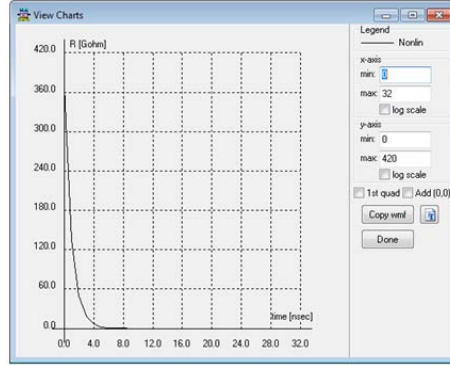 View Charts
R [Gohm]
420.0
360.0
300.0
240.0
180.0
120.0
60.0
0.0
0.0 4.0 8.0 12.0 16.0 20.0 24.0 28.0 32.0
time [nsec]
Legend
Nonlin
x-axis
min: 0
max: 32
log scale
y-axis
min: 0
max: 420
log scale
1st quad Add (0,0)
Copy wmf
Done